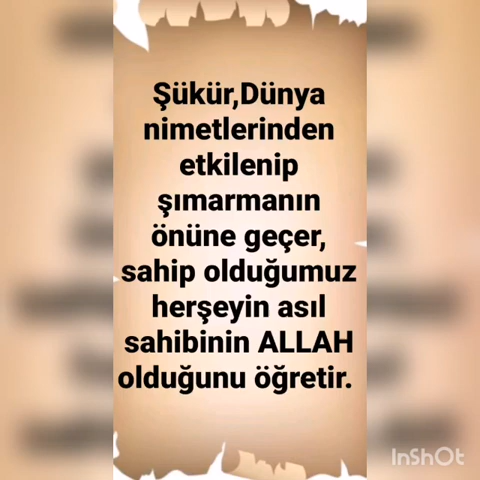 Şükür,Dünya
nimetlerinden
etkilenip
şımarmanın
önüne geçer,
sahip olduğumuz
herşeyin asıl
sahibinin ALLAH
olduğunu öğretir.
InShOt